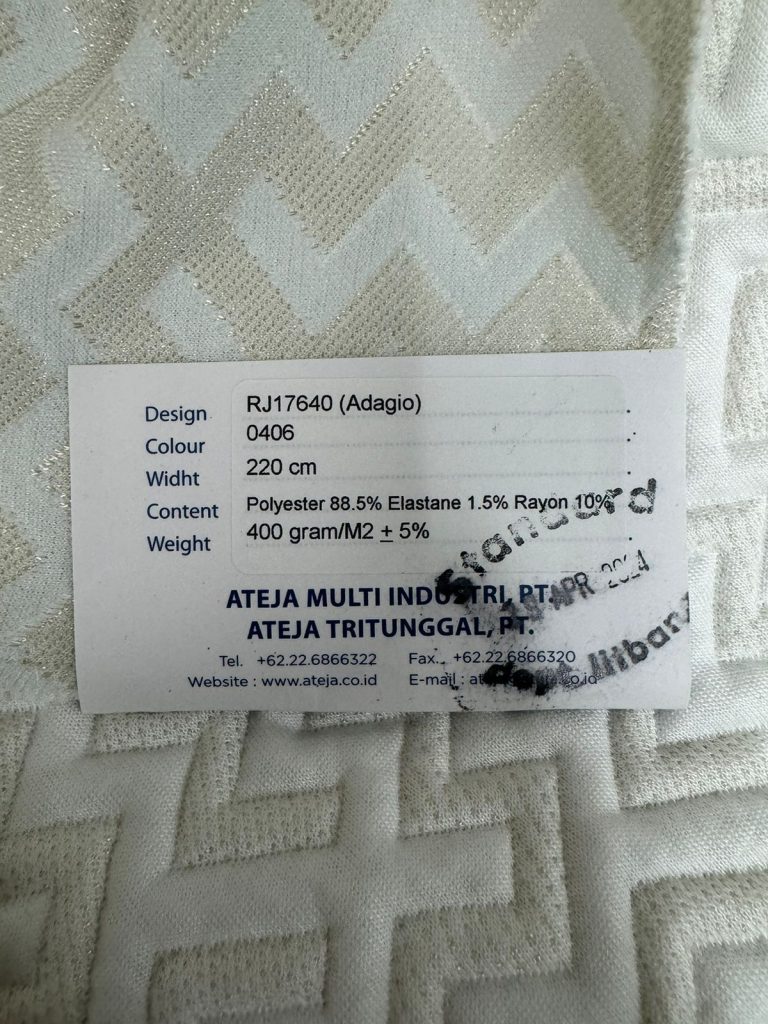 Design RJ17640 (Adagio)
Colour 0406
Widht 220 cm
Content Polyester 88.5% Elastane 1.5% Rayon 10%
Weight 400 gram/M2 ± 5%
Standard
ATEJA MULTI INDUSTRI, PT.
APR 2024
ATEJA TRITUNGGAL, PT.
Tel. +62.22.6866322 Fax. +62.22.6866320
Website : www.ateja.co.id E-mail :